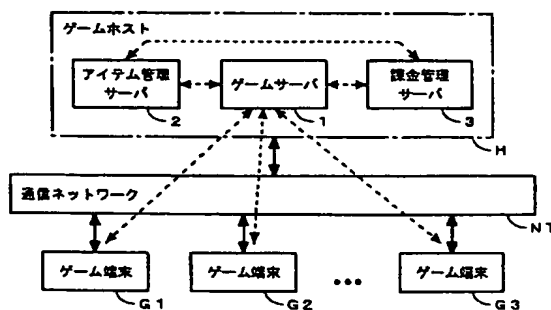 ゲームホスト
アイテム管理
サーバ
ゲームサーバ
課金管理
サーバ
2
1
3
H
通信ネットワーク
NT
ゲーム端末
ゲーム端末
•••
ゲーム端末
G1
G2
G3